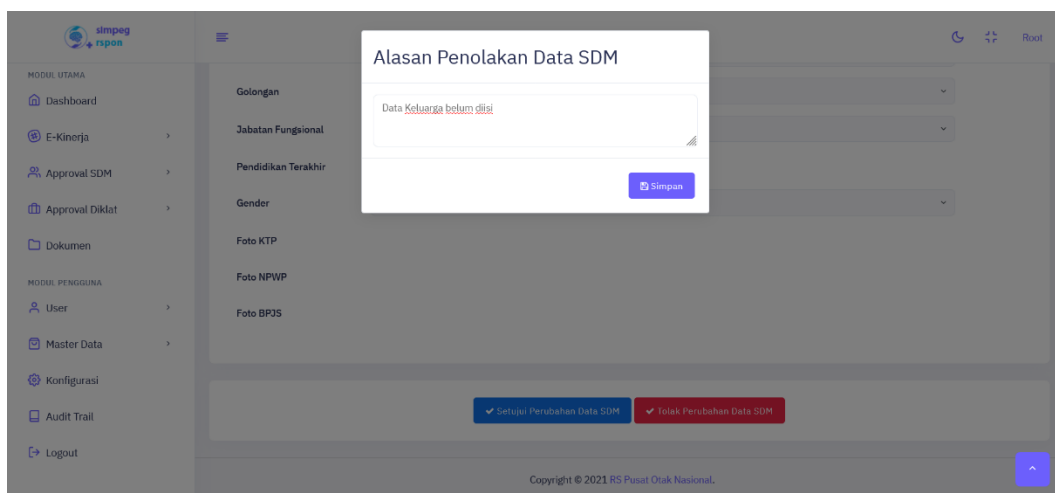 simpeg
rspon
Root
MODUL UTAMA
Dashboard
E-Kinerja
Approval SDM
Approval Diklat
Dokumen
MODUL PENGGUNA
User
Master Data
Konfigurasi
Audit Trail
Logout
Alasan Penolakan Data SDM
Data Keluarga belum diisi
Simpan
Golongan
Jabatan Fungsional
Pendidikan Terakhir
Gender
Foto KTP
Foto NPWP
Foto BPJS
Setujui Perubahan Data SDM
Tolak Perubahan Data SDM
Copyright © 2021 RS Pusat Otak Nasional.